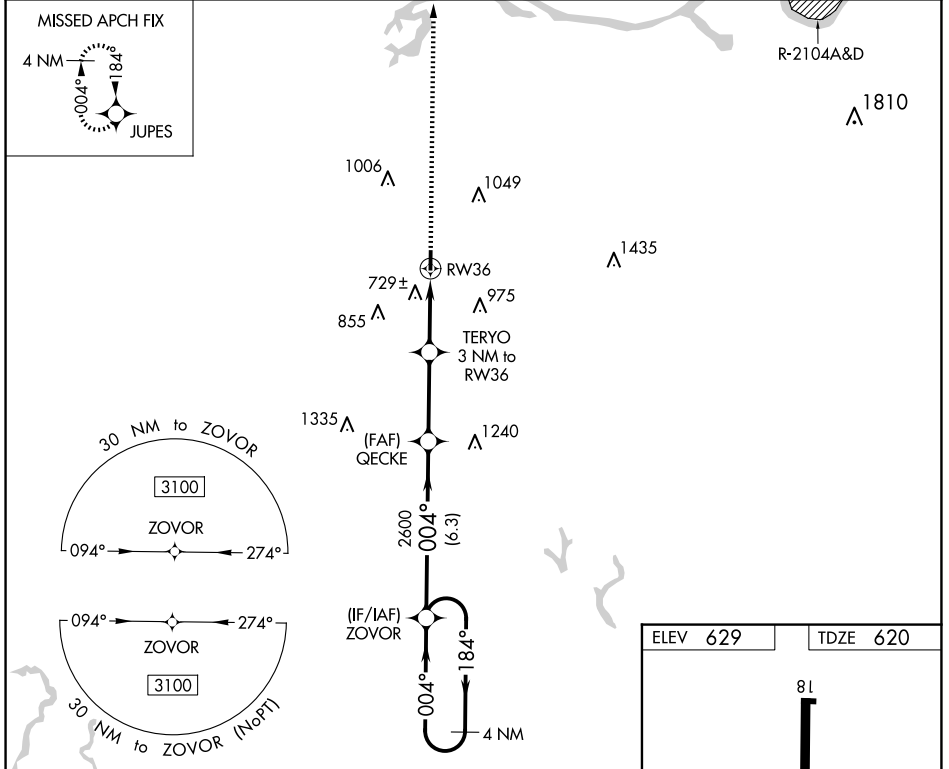 MISSED APCH FIX
4 NM
004°
184°
JUPES
R-2104A&D
1810
1006
1049
1435
RW36
729±
975
855
TERYO
3 NM to
RW36
1335
(FAF)
QECKE
1240
30 NM to ZOVOR
3100
ZOVOR
094°
274°
2600
004°
(6.3)
(IF/IAF)
ZOVOR
094°
274°
ZOVOR
3100
30 NM to ZOVOR (NoPT)
004°
184°
4 NM
ELEV 629
TDZE 620
18